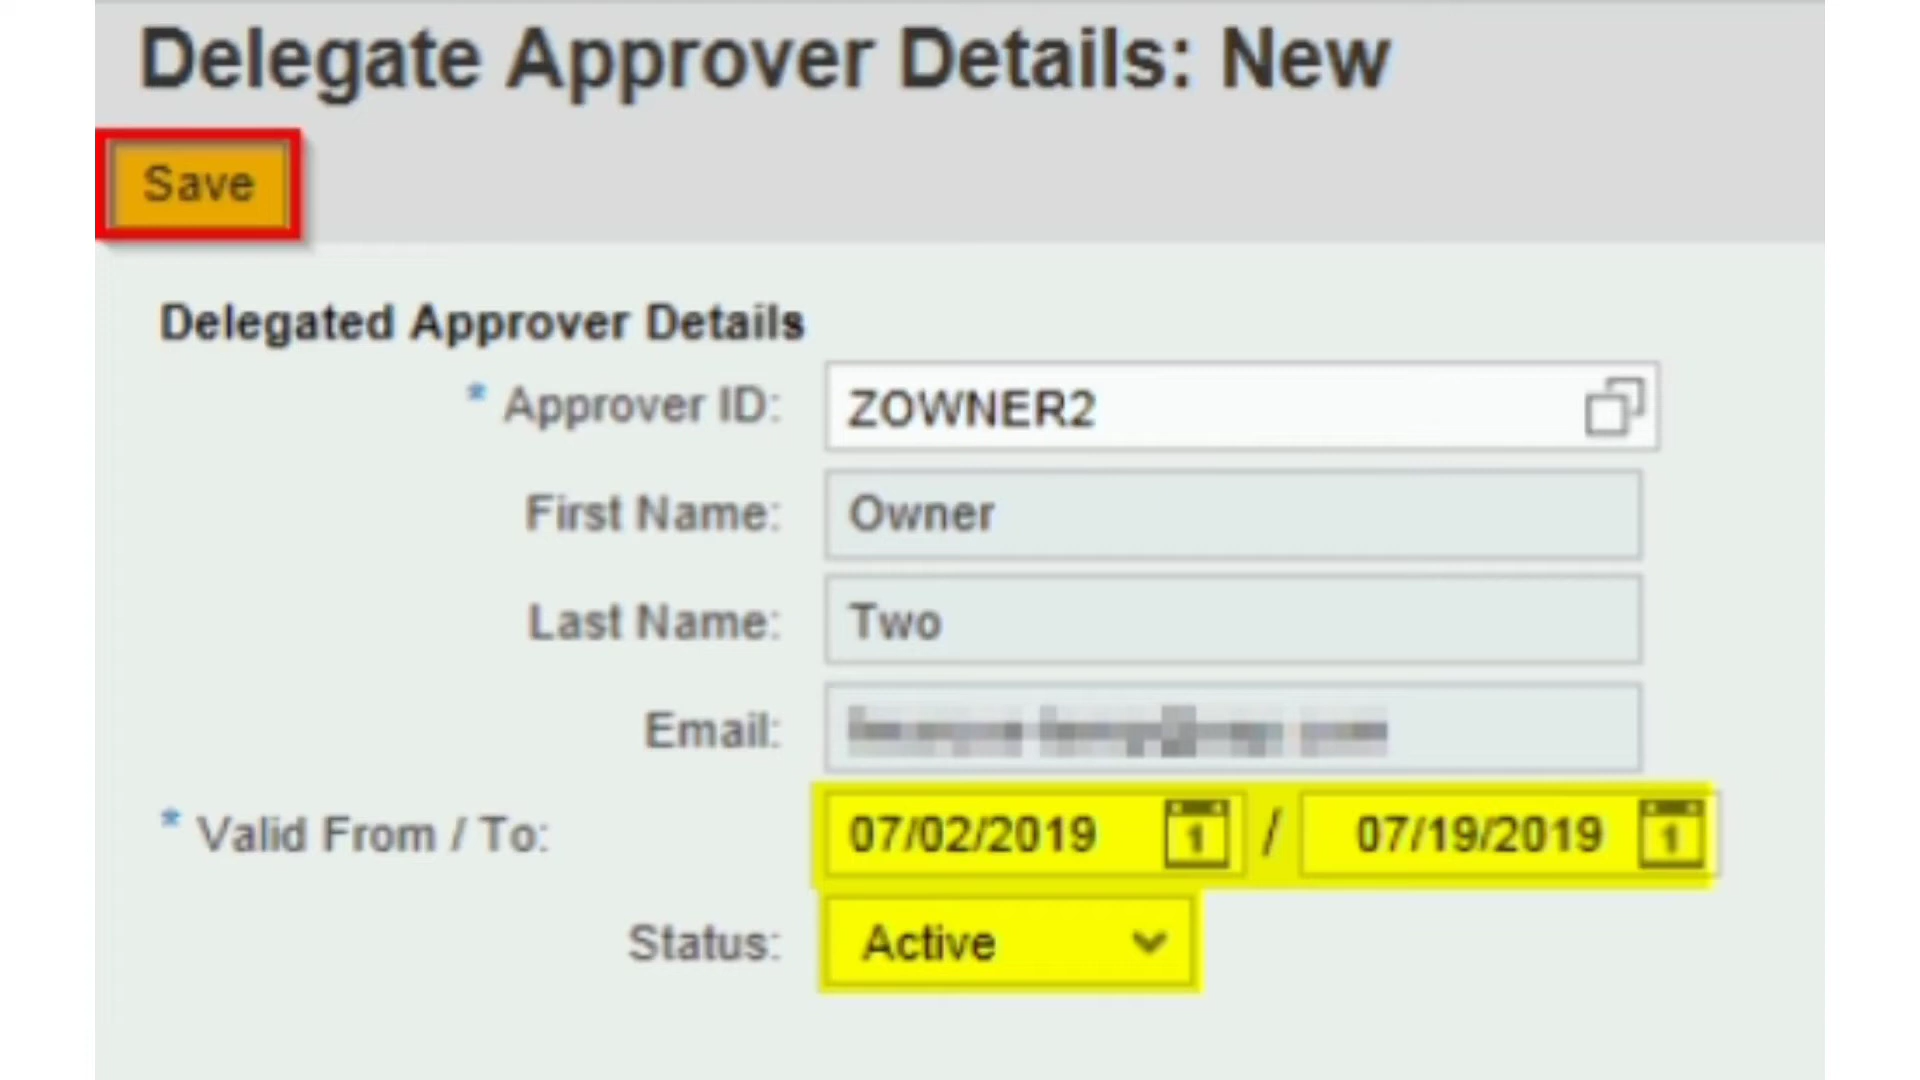 Delegate Approver Details: New
Save
Delegated Approver Details
* Approver ID: ZOWNER2
First Name: Owner
Last Name: Two
Email:
* Valid From / To: 07/02/2019 1 / 07/19/2019 1
Status: Active